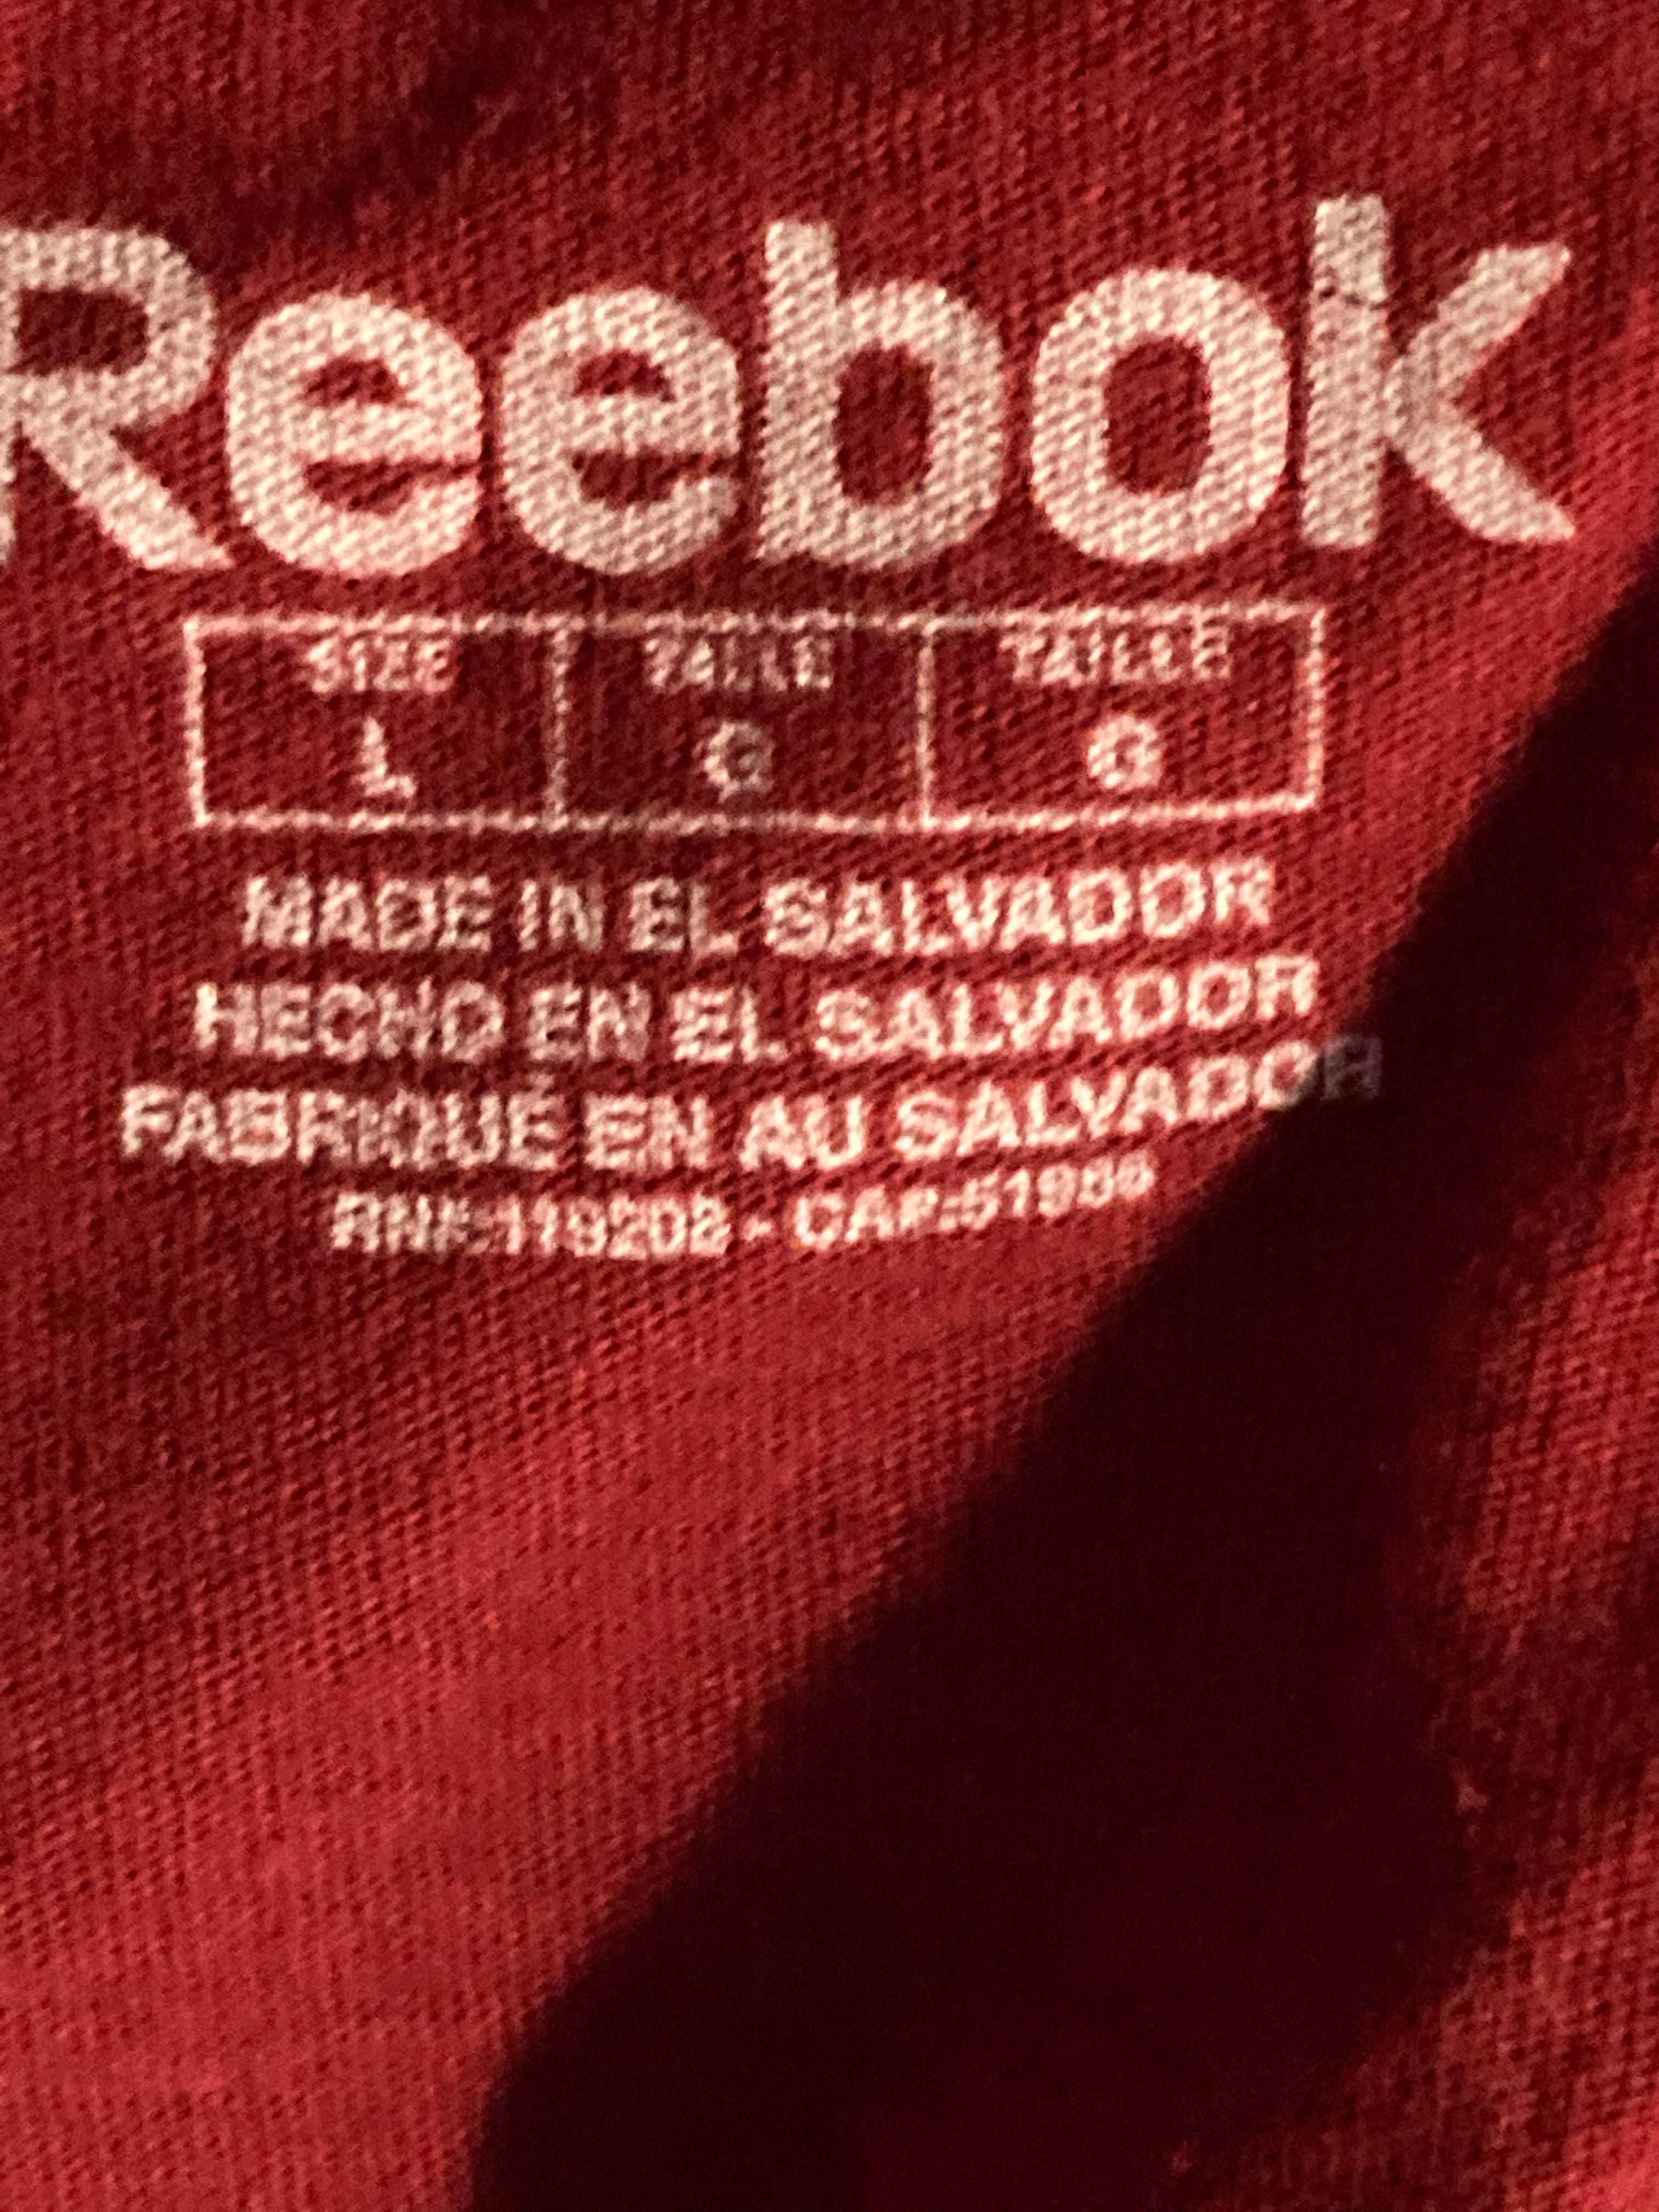 Reebok
SIZE TALLE TAILLE
L G G
MADE IN EL SALVADOR
HECHO EN EL SALVADOR
FABRIQUÉ EN AU SALVADOR
RN#:119208 - CA#:51956